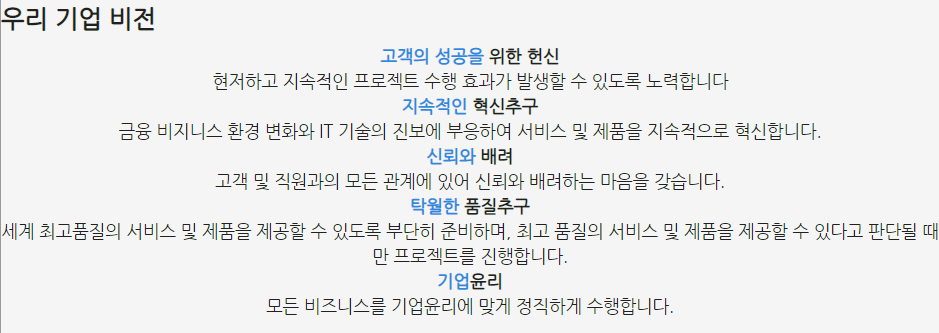 우리 기업 비전
고객의 성공을 위한 헌신
현저하고 지속적인 프로젝트 수행 효과가 발생할 수 있도록 노력합니다
지속적인 혁신추구
금융 비지니스 환경 변화와 IT 기술의 진보에 부응하여 서비스 및 제품을 지속적으로 혁신합니다.
신뢰와 배려
고객 및 직원과의 모든 관계에 있어 신뢰와 배려하는 마음을 갖습니다.
탁월한 품질추구
세계 최고품질의 서비스 및 제품을 제공할 수 있도록 부단히 준비하며, 최고 품질의 서비스 및 제품을 제공할 수 있다고 판단될 때
만 프로젝트를 진행합니다.
기업윤리
모든 비즈니스를 기업윤리에 맞게 정직하게 수행합니다.